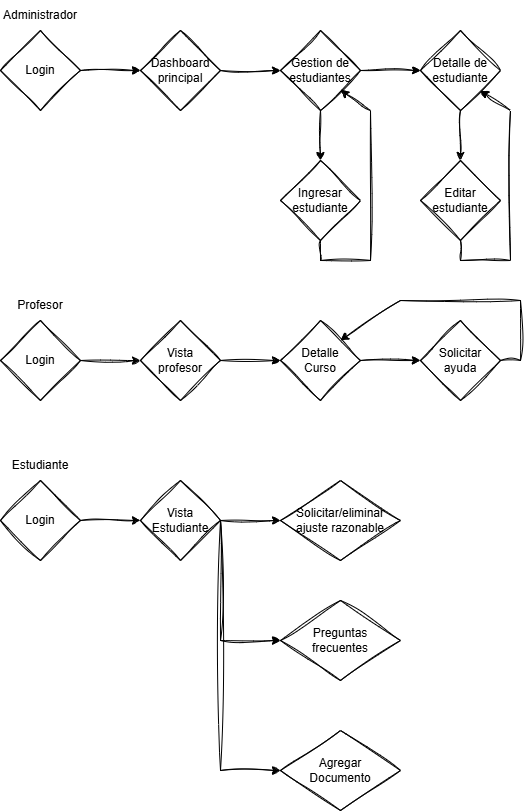 Administrador
Login
Dashboard
principal
Gestion de
estudiantes
Detalle de
estudiante
Ingresar
estudiante
Editar
estudiante
Profesor
Login
Vista
profesor
Detalle
Curso
Solicitar
ayuda
Estudiante
Login
Vista
Estudiante
Solicitar/eliminar
ajuste razonable
Preguntas
frecuentes
Agregar
Documento